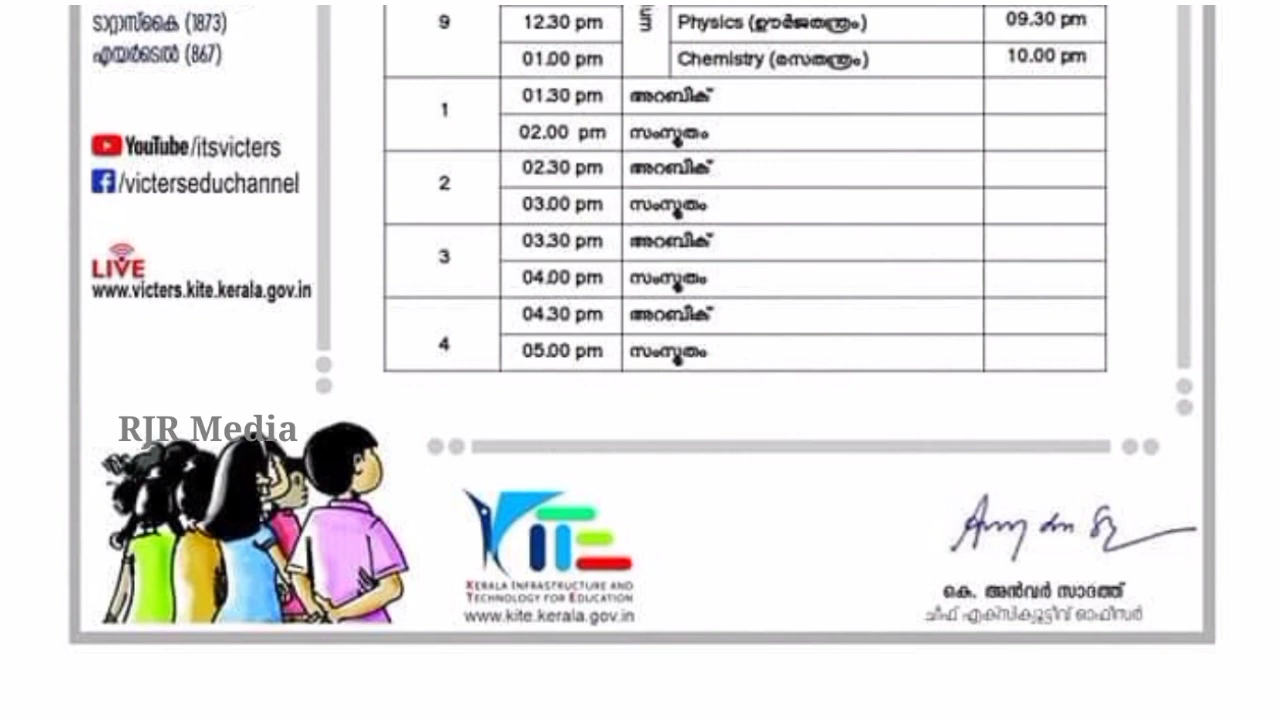 ടാറ്റാസ്കൈ (1873)
എയർടെൽ (867)
YouTube /itsvicters
/victerseduchannel
LIVE
www.victers.kite.kerala.gov.in
9
12.30 pm Physics (ഊർജതന്ത്രം) 09.30 pm
01.00 pm Chemistry (രസതന്ത്രം) 10.00 pm
1
01.30 pm അറബിക്
02.00 pm സംസ്കൃതം
2
02.30 pm അറബിക്
03.00 pm സംസ്കൃതം
3
03.30 pm അറബിക്
04.00 pm സംസ്കൃതം
4
04.30 pm അറബിക്
05.00 pm സംസ്കൃതം
RJR Media
KITE
KERALA INFRASTRUCTURE AND
TECHNOLOGY FOR EDUCATION
www.kite.kerala.gov.in
കെ. അൻവർ സാദത്ത്
ചീഫ് എക്സിക്യൂട്ടീവ് ഓഫീസർ